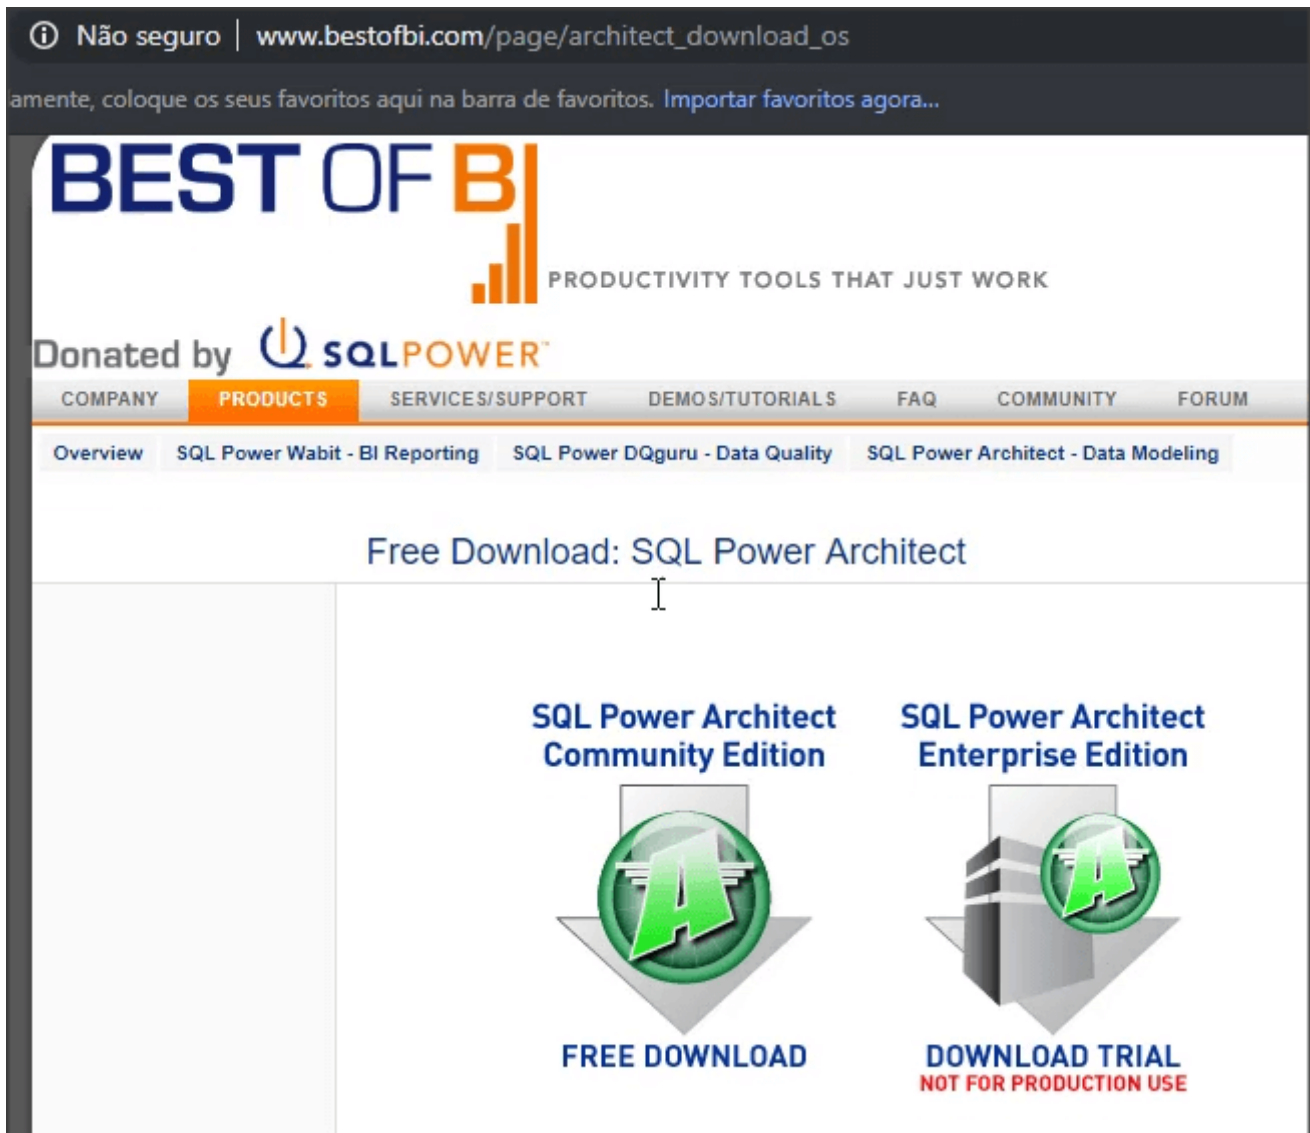 Não seguro | www.bestofbi.com/page/architect_download_os
amente, coloque os seus favoritos aqui na barra de favoritos. Importar favoritos agora...
BEST OF BI
PRODUCTIVITY TOOLS THAT JUST WORK
Donated by SQLPOWER™
COMPANY PRODUCTS SERVICES/SUPPORT DEMOS/TUTORIALS FAQ COMMUNITY FORUM
Overview SQL Power Wabit - BI Reporting SQL Power DQguru - Data Quality SQL Power Architect - Data Modeling
Free Download: SQL Power Architect
SQL Power Architect
Community Edition
FREE DOWNLOAD
SQL Power Architect
Enterprise Edition
DOWNLOAD TRIAL
NOT FOR PRODUCTION USE